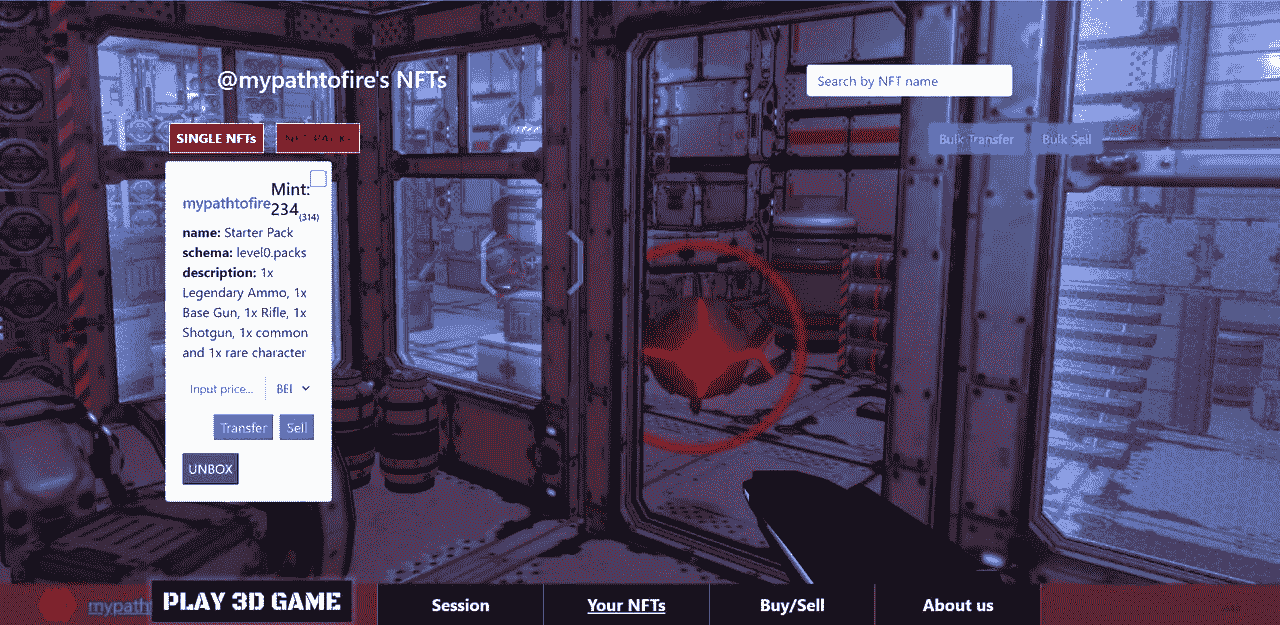 @mypathtofire's NFTs
Search by NFT name
SINGLE NFTs
NFT PACKS
Bulk Transfer
Bulk Sell
mypathtofire
Mint:
234
(314)
name: Starter Pack
schema: level0.packs
description: 1x
Legendary Ammo, 1x
Base Gun, 1x Rifle, 1x
Shotgun, 1x common
and 1x rare character
Input price...
Transfer
Sell
UNBOX
PLAY 3D GAME
Session
Your NFTs
Buy/Sell
About us